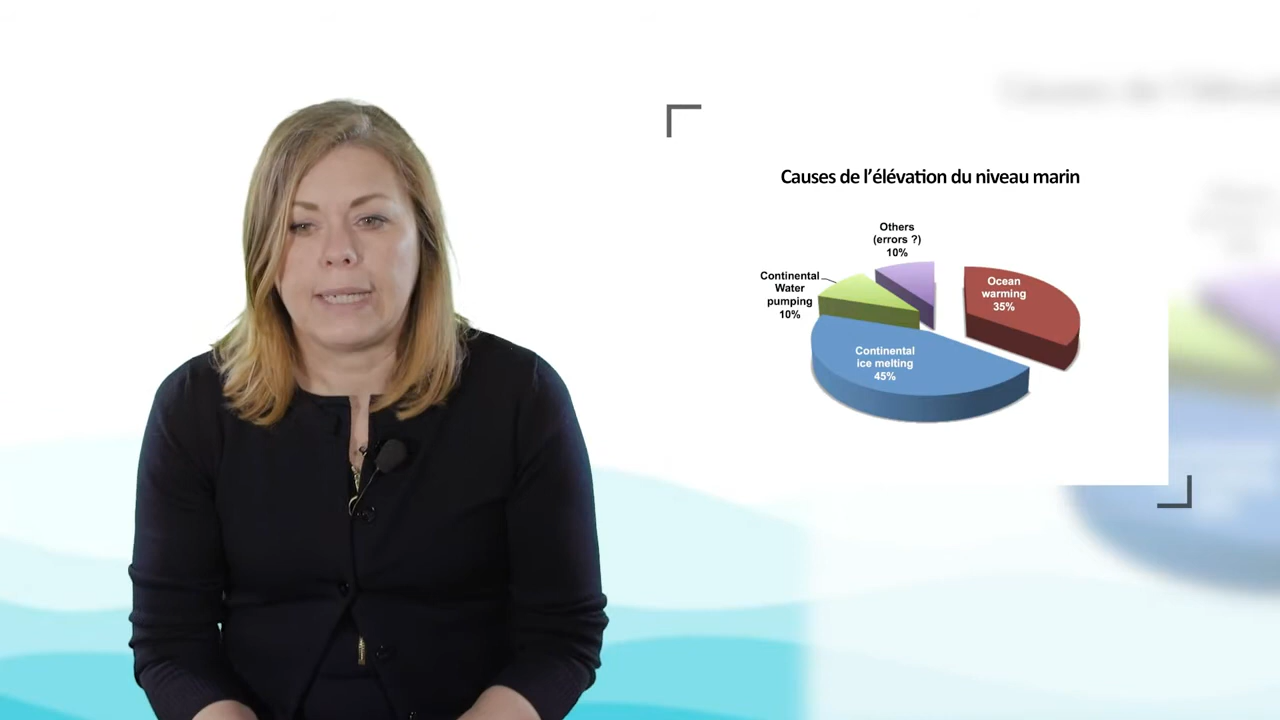 Causes de l’élévation du niveau marin
Others
(errors ?)
10%
Continental
Water
pumping
10%
Ocean
warming
35%
Continental
ice melting
45%